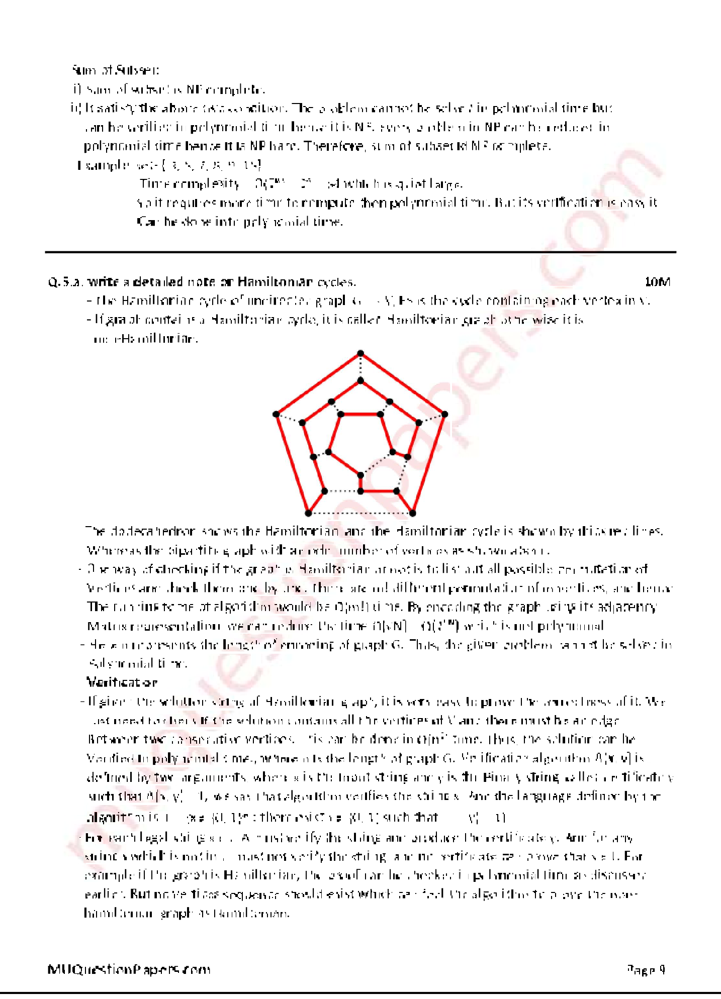 Sum of Subset:
i) Sum of subset is NP complete.
ii) It satisfy the above two condition. The problem cannot be solved in polynomial time but
can be verified in polynomial time hence it is NP. Every problem in NP can be reduced in
polynomial time hence it is NP hard. Therefore, sum of subset id NP complete.
Example set- { 3, 5, 7, 8, 9, 15}
Time complexity which is quiet large.
So it requires more time to compute then polynomial time. But its verification is easy it
Can be done into polynomial time.
Q.5.a. Write a detailed note on Hamiltonian cycles. 10M
- The Hamiltonian cycle of undirected graph G is the cycle containing each vertex in V.
- If graph contains a Hamiltonian cycle, it is called Hamiltonian graph otherwise it is
non-Hamiltonian.
The dodecahedron shows the Hamiltonian and the Hamiltonian cycle is shown by thick red lines.
Whereas the bipartite graph with an odd number of vertices as shown above.
- One way of checking if the graph is Hamiltonian or not is to list out all possible permutation of
Vertices and check them one by one. There are m! different permutation of m vertices, and hence
The running tome of algorithm would be Ω(m!) time. By encoding the graph using its adjacency
Matrix representation, we can reduce the time which is not polynomial
- represents the length of encoding of graph G. Thus, the given problem cannot be solved in
Polynomial time.
Verification
- If given the solution string of Hamiltonian graph, it is very easy to prove the correctness of it. We
Just need to check if the solution contains all the vertices of V and there must be an edge
Between two consecutive vertices. This can be done in time. Thus, the solution can be
Verified in polynomial time., where n is the length of graph G. Verification algorithm A(x, y) is
defined by two arguments, where x is the input string and y is the Binary string called certificate y
such that A(x, y) = 1, we say that algorithm verifies the string x. And the language defined by the
algorithm is there exist y such that
- For each legal string A must verify the string and produce the certificate y. And for any
string x which is not in L must not verify the string, and no certificate can prove that For
example if the graph is Hamiltonian, the proof can be checked in polynomial time as discussed
earlier. But no vertices sequence should exist which can fool the algorithm to prove the non-
hamiltonian graph as Hamiltonian.
MUQuestionPapers.com Page 9